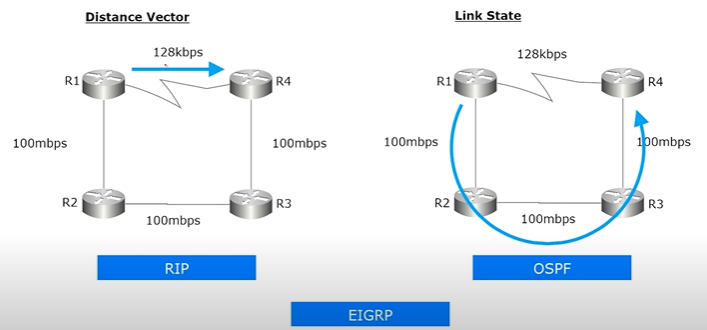 Distance Vector
128kbps
R1
R4
100mbps
100mbps
R2
R3
100mbps
RIP
Link State
128kbps
R1
R4
100mbps
100mbps
R2
R3
100mbps
OSPF
EIGRP